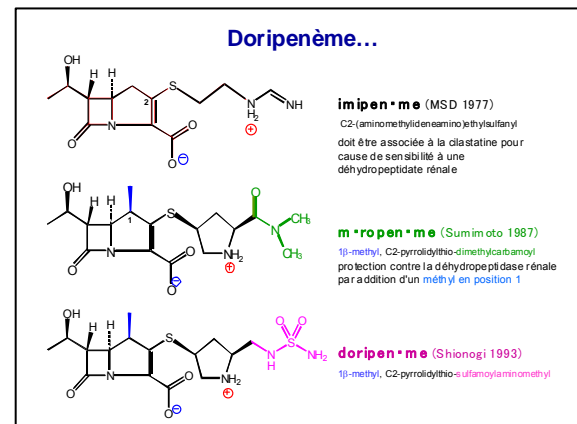 Doripenème…
OH
H H
S
2
N
H₂
NH
O
N
O
O
⊖
⊕
imipen▪me (MSD 1977)
C2-(aminomethylideneamino)ethylsulfanyl
doit être associée à la cilastatine pour
cause de sensibilité à une
déhydropeptidate rénale
OH
H H
1
S
O
N
CH₃
CH₃
NH₂
⊕
O
N
O
O
⊖
m▪ropen▪me (Sumimoto 1987)
1β-methyl, C2-pyrrolidylthio-dimethylcarbamoyl
protection contre la déhydropeptidase rénale
par addition d'un méthyl en position 1
OH
H H
S
O O
S
N
H
NH₂
NH₂
⊕
O
N
O
O
⊖
doripen▪me (Shionogi 1993)
1β-methyl, C2-pyrrolidylthio-sulfamoylaminomethyl